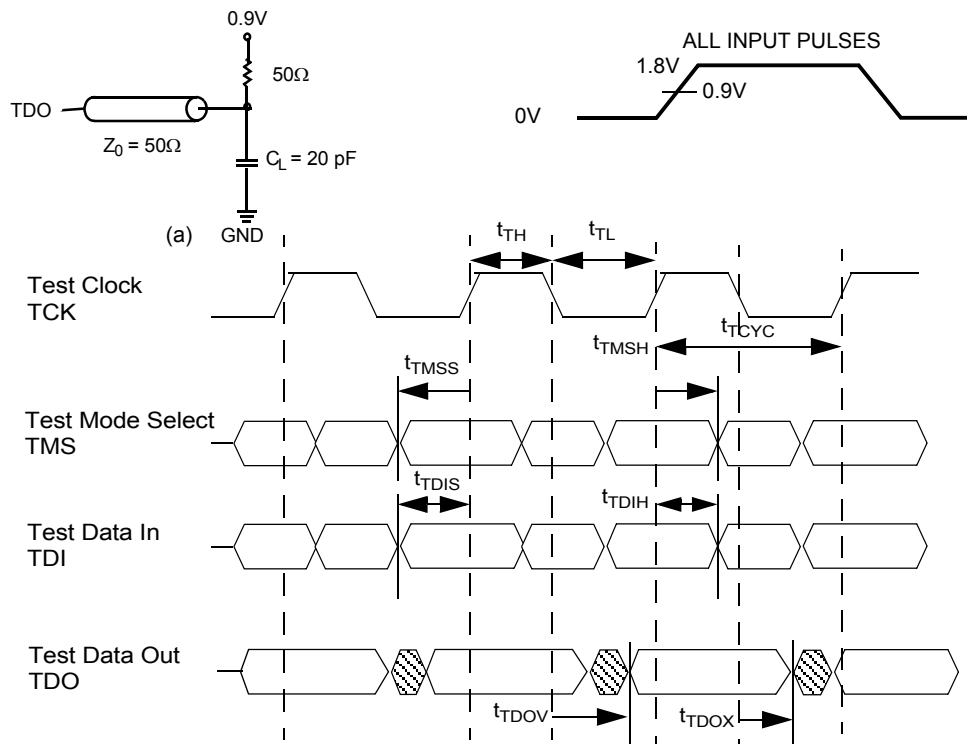 0.9V
50Ω
TDO
Z0 = 50Ω
CL = 20 pF
(a)
GND
ALL INPUT PULSES
1.8V
0.9V
0V
tTH
tTL
Test Clock
TCK
tTCYC
tTMSH
tTMSS
Test Mode Select
TMS
tTDIS
tTDIH
Test Data In
TDI
Test Data Out
TDO
tTDOV
tTDOX